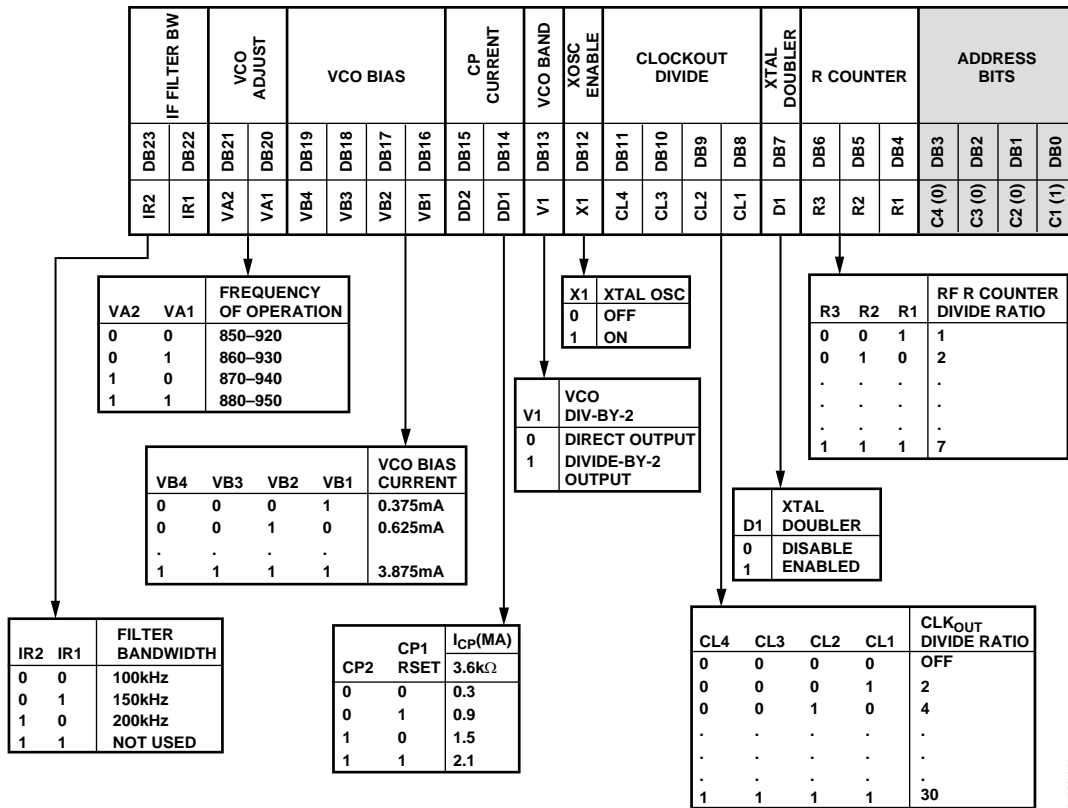 IF FILTER BW
VCO
ADJUST
VCO BIAS
CP
CURRENT
VCO BAND
XOSC
ENABLE
CLOCKOUT
DIVIDE
XTAL
DOUBLER
R COUNTER
ADDRESS
BITS
DB23 DB22 DB21 DB20 DB19 DB18 DB17 DB16 DB15 DB14 DB13 DB12 DB11 DB10 DB9 DB8 DB7 DB6 DB5 DB4 DB3 DB2 DB1 DB0
IR2 IR1 VA2 VA1 VB4 VB3 VB2 VB1 DD2 DD1 V1 X1 CL4 CL3 CL2 CL1 D1 R3 R2 R1 C4 (0) C3 (0) C2 (0) C1 (1)
FREQUENCY
VA2 VA1 OF OPERATION
0 0 850–920
0 1 860–930
1 0 870–940
1 1 880–950
X1 XTAL OSC
0 OFF
1 ON
RF R COUNTER
R3 R2 R1 DIVIDE RATIO
0 0 1 1
0 1 0 2
. . . .
. . . .
. . . .
1 1 1 7
VCO
V1 DIV-BY-2
0 DIRECT OUTPUT
1 DIVIDE-BY-2
OUTPUT
VCO BIAS
VB4 VB3 VB2 VB1 CURRENT
0 0 0 1 0.375mA
0 0 1 0 0.625mA
. . . .
1 1 1 1 3.875mA
XTAL
D1 DOUBLER
0 DISABLE
1 ENABLED
FILTER
IR2 IR1 BANDWIDTH
0 0 100kHz
0 1 150kHz
1 0 200kHz
1 1 NOT USED
CP1 ICP(MA)
CP2 RSET 3.6kΩ
0 0 0.3
0 1 0.9
1 0 1.5
1 1 2.1
CLKOUT
CL4 CL3 CL2 CL1 DIVIDE RATIO
0 0 0 0 OFF
0 0 0 1 2
0 0 1 0 4
. . . . .
. . . . .
. . . . .
1 1 1 1 30